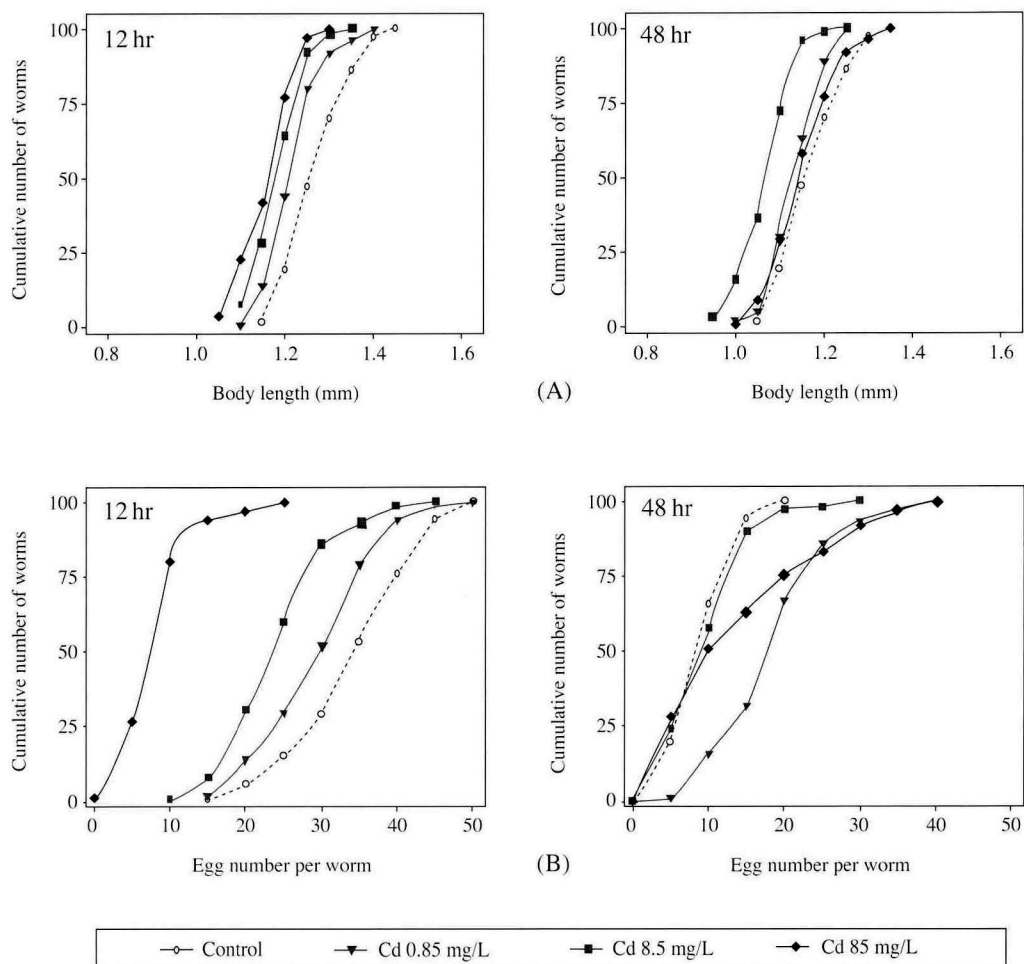 12 hr
Cumulative number of worms
100
75
50
25
0
0.8 1.0 1.2 1.4 1.6
Body length (mm)
48 hr
Cumulative number of worms
100
75
50
25
0
0.8 1.0 1.2 1.4 1.6
Body length (mm)
(A)
12 hr
Cumulative number of worms
100
75
50
25
0
0 10 20 30 40 50
Egg number per worm
48 hr
Cumulative number of worms
100
75
50
25
0
0 10 20 30 40 50
Egg number per worm
(B)
Control Cd 0.85 mg/L Cd 8.5 mg/L Cd 85 mg/L